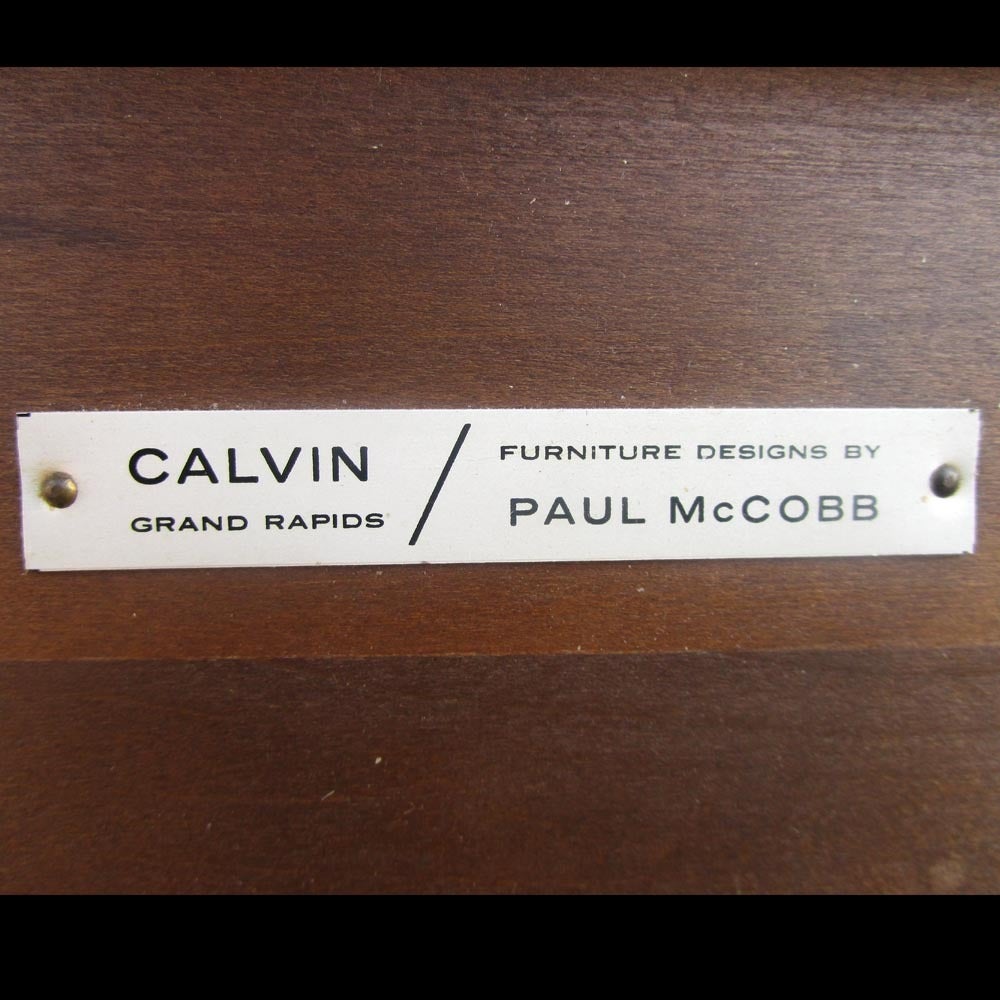 CALVIN
GRAND RAPIDS
/
FURNITURE DESIGNS BY
PAUL McCOBB